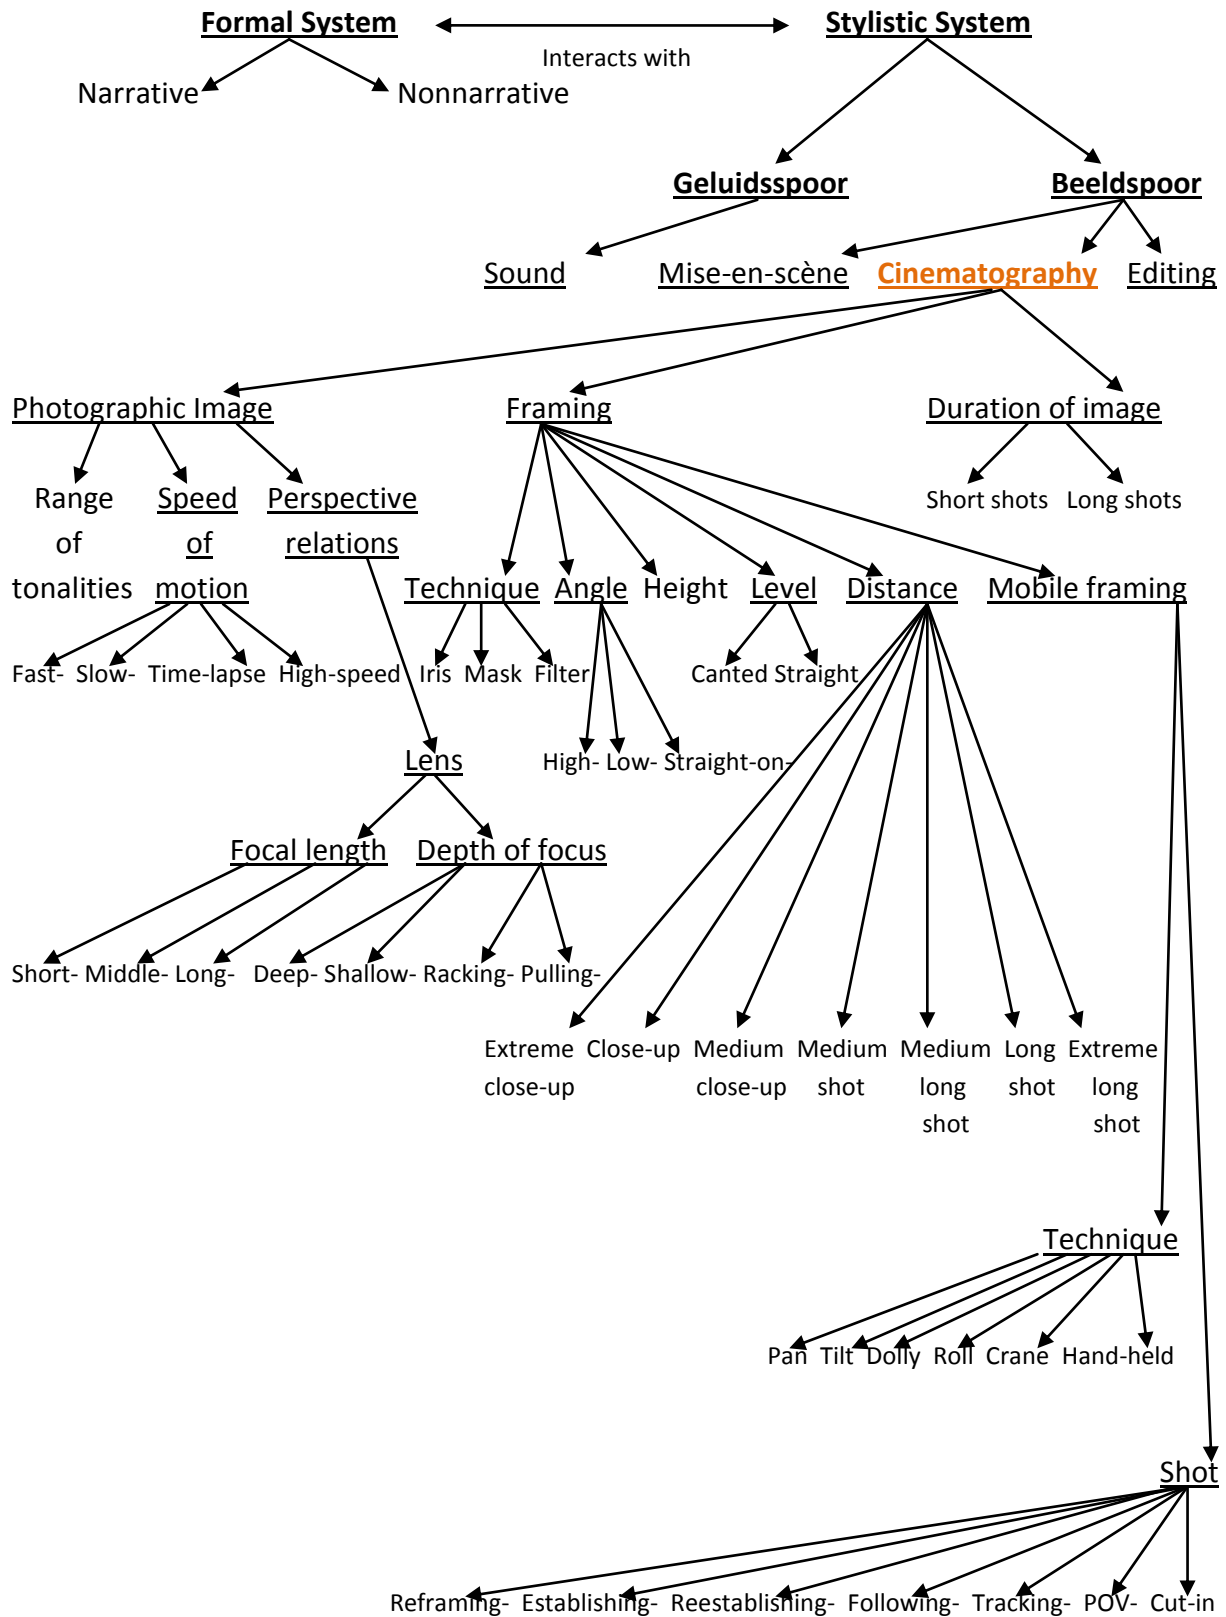 Formal System Stylistic System
Interacts with
Narrative Nonnarrative
Geluidsspoor Beeldspoor
Sound Mise-en-scène Cinematography Editing
Photographic Image Framing Duration of image
Range Speed Perspective Short shots Long shots
of of relations
tonalities motion Technique Angle Height Level Distance Mobile framing
Fast- Slow- Time-lapse High-speed Iris Mask Filter Canted Straight
Lens High- Low- Straight-on-
Focal length Depth of focus
Short- Middle- Long- Deep- Shallow- Racking- Pulling-
Extreme Close-up Medium Medium Medium Long Extreme
close-up close-up shot long shot long
shot shot
Technique
Pan Tilt Dolly Roll Crane Hand-held
Shot
Reframing- Establishing- Reestablishing- Following- Tracking- POV- Cut-in